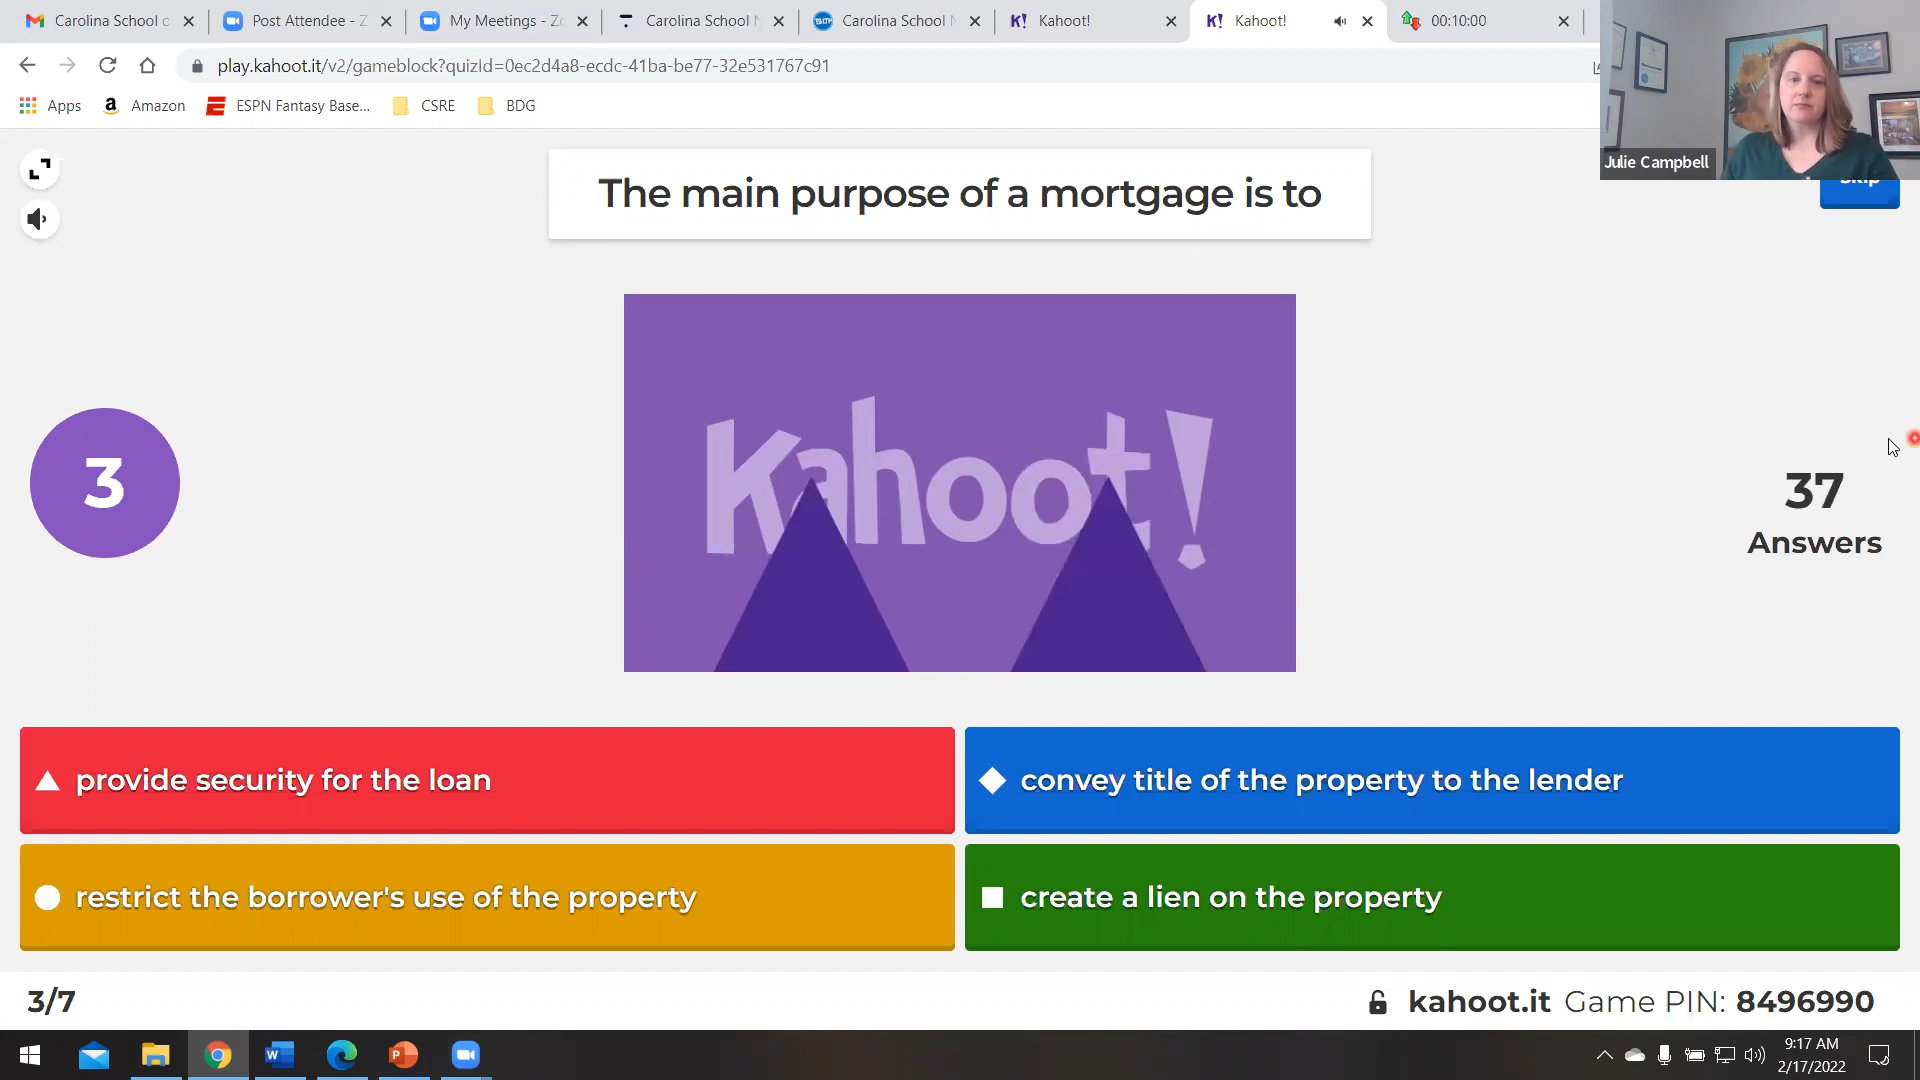 Carolina School c
Post Attendee - Z
My Meetings - Zo
Carolina School N
Carolina School N
Kahoot!
Kahoot!
00:10:00
play.kahoot.it/v2/gameblock?quizId=0ec2d4a8-ecdc-41ba-be77-32e531767c91
Apps
Amazon
ESPN Fantasy Base...
CSRE
BDG
Julie Campbell
Skip
The main purpose of a mortgage is to
Kahoot!
3
37
Answers
provide security for the loan
convey title of the property to the lender
restrict the borrower's use of the property
create a lien on the property
3/7
kahoot.it Game PIN: 8496990
9:17 AM
2/17/2022